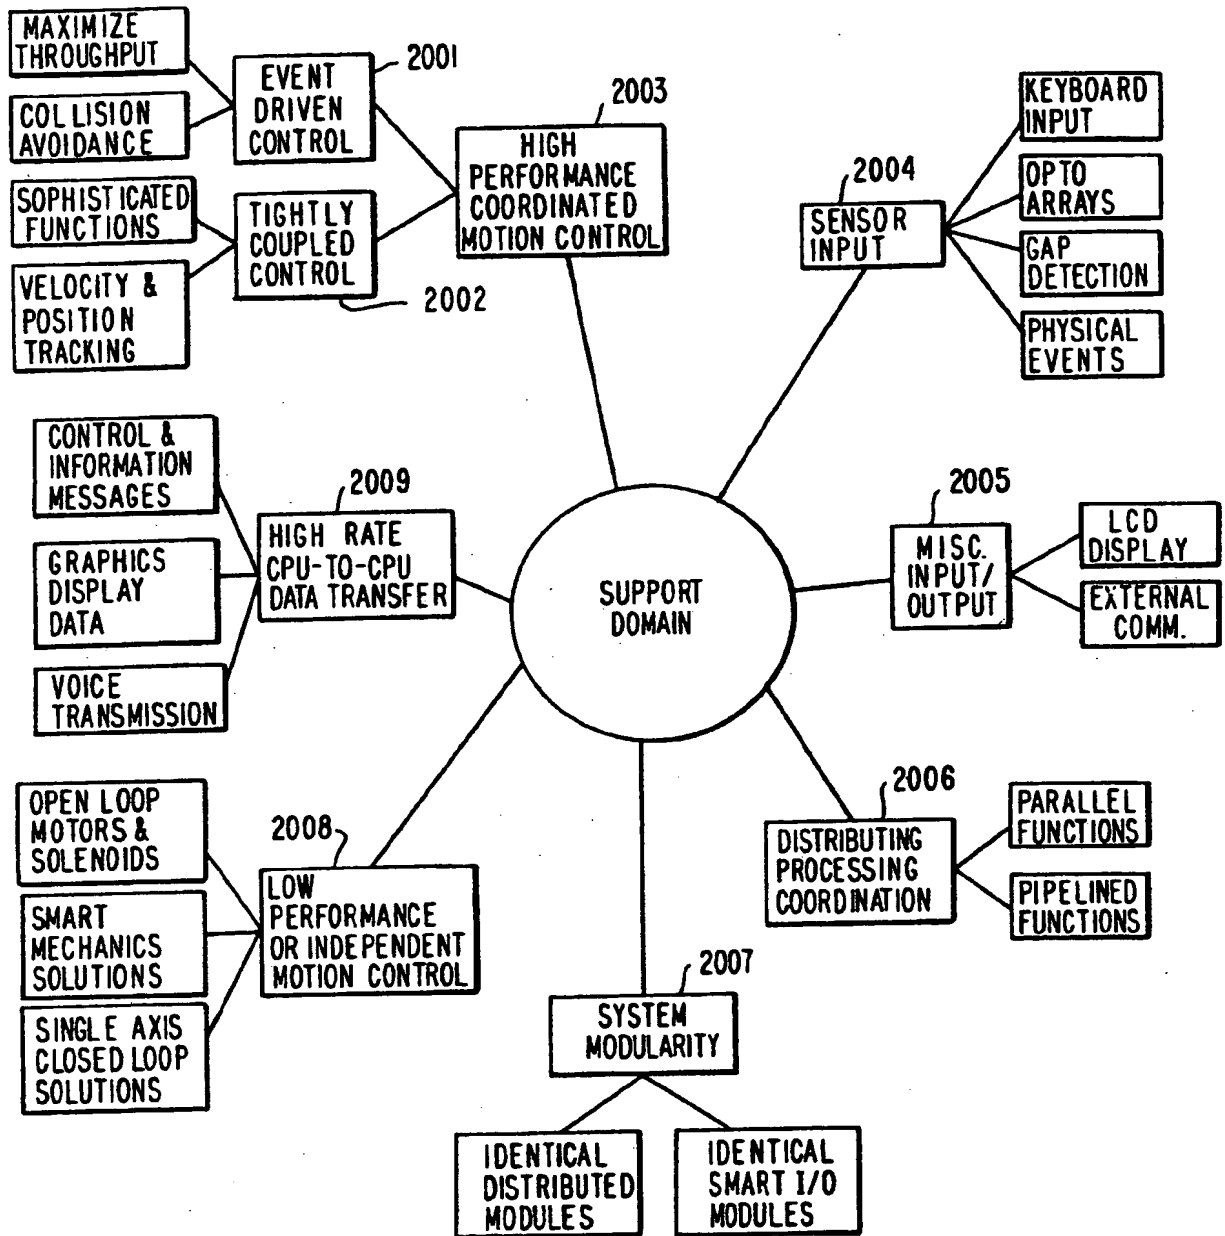 MAXIMIZE
THROUGHPUT
COLLISION
AVOIDANCE
SOPHISTICATED
FUNCTIONS
VELOCITY &
POSITION
TRACKING
EVENT
DRIVEN
CONTROL
2001
TIGHTLY
COUPLED
CONTROL
2002
HIGH
PERFORMANCE
COORDINATED
MOTION CONTROL
2003
SENSOR
INPUT
2004
KEYBOARD
INPUT
OPTO
ARRAYS
GAP
DETECTION
PHYSICAL
EVENTS
CONTROL &
INFORMATION
MESSAGES
GRAPHICS
DISPLAY
DATA
VOICE
TRANSMISSION
2009
HIGH RATE
CPU-TO-CPU
DATA TRANSFER
SUPPORT
DOMAIN
2005
MISC.
INPUT/
OUTPUT
LCD
DISPLAY
EXTERNAL
COMM.
OPEN LOOP
MOTORS &
SOLENOIDS
SMART
MECHANICS
SOLUTIONS
SINGLE AXIS
CLOSED LOOP
SOLUTIONS
2008
LOW
PERFORMANCE
OR INDEPENDENT
MOTION CONTROL
2006
DISTRIBUTING
PROCESSING
COORDINATION
PARALLEL
FUNCTIONS
PIPELINED
FUNCTIONS
2007
SYSTEM
MODULARITY
IDENTICAL
DISTRIBUTED
MODULES
IDENTICAL
SMART I/O
MODULES